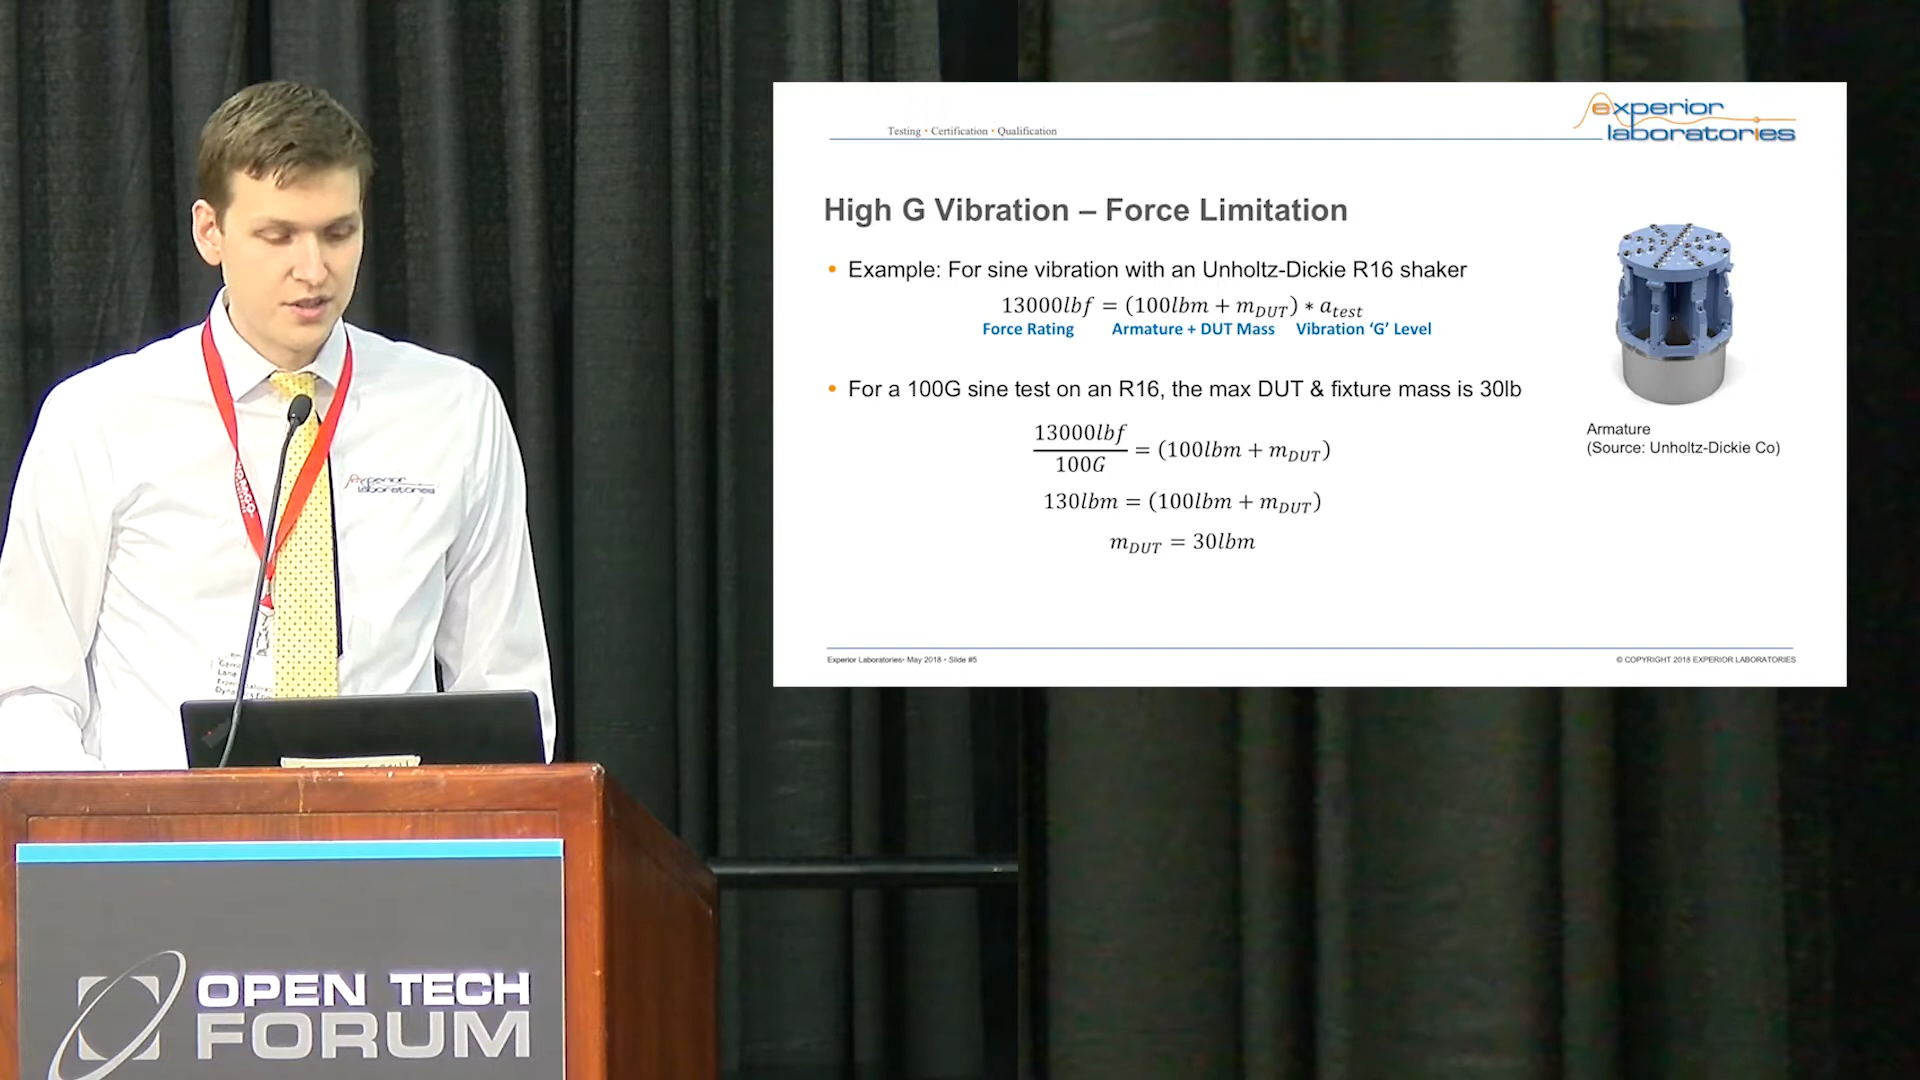 experior
laboratories
Testing • Certification • Qualification
High G Vibration – Force Limitation
• Example: For sine vibration with an Unholtz-Dickie R16 shaker
13000lbf = (100lbm + m_DUT) * a_test
Force Rating Armature + DUT Mass Vibration ‘G’ Level
• For a 100G sine test on an R16, the max DUT & fixture mass is 30lb
13000lbf
100G
= (100lbm + m_DUT)
130lbm = (100lbm + m_DUT)
m_DUT = 30lbm
Armature
(Source: Unholtz-Dickie Co)
Experior Laboratories• May 2018 • Slide #5
© COPYRIGHT 2018 EXPERIOR LABORATORIES
experior
laboratories
Lane
OPEN TECH
FORUM